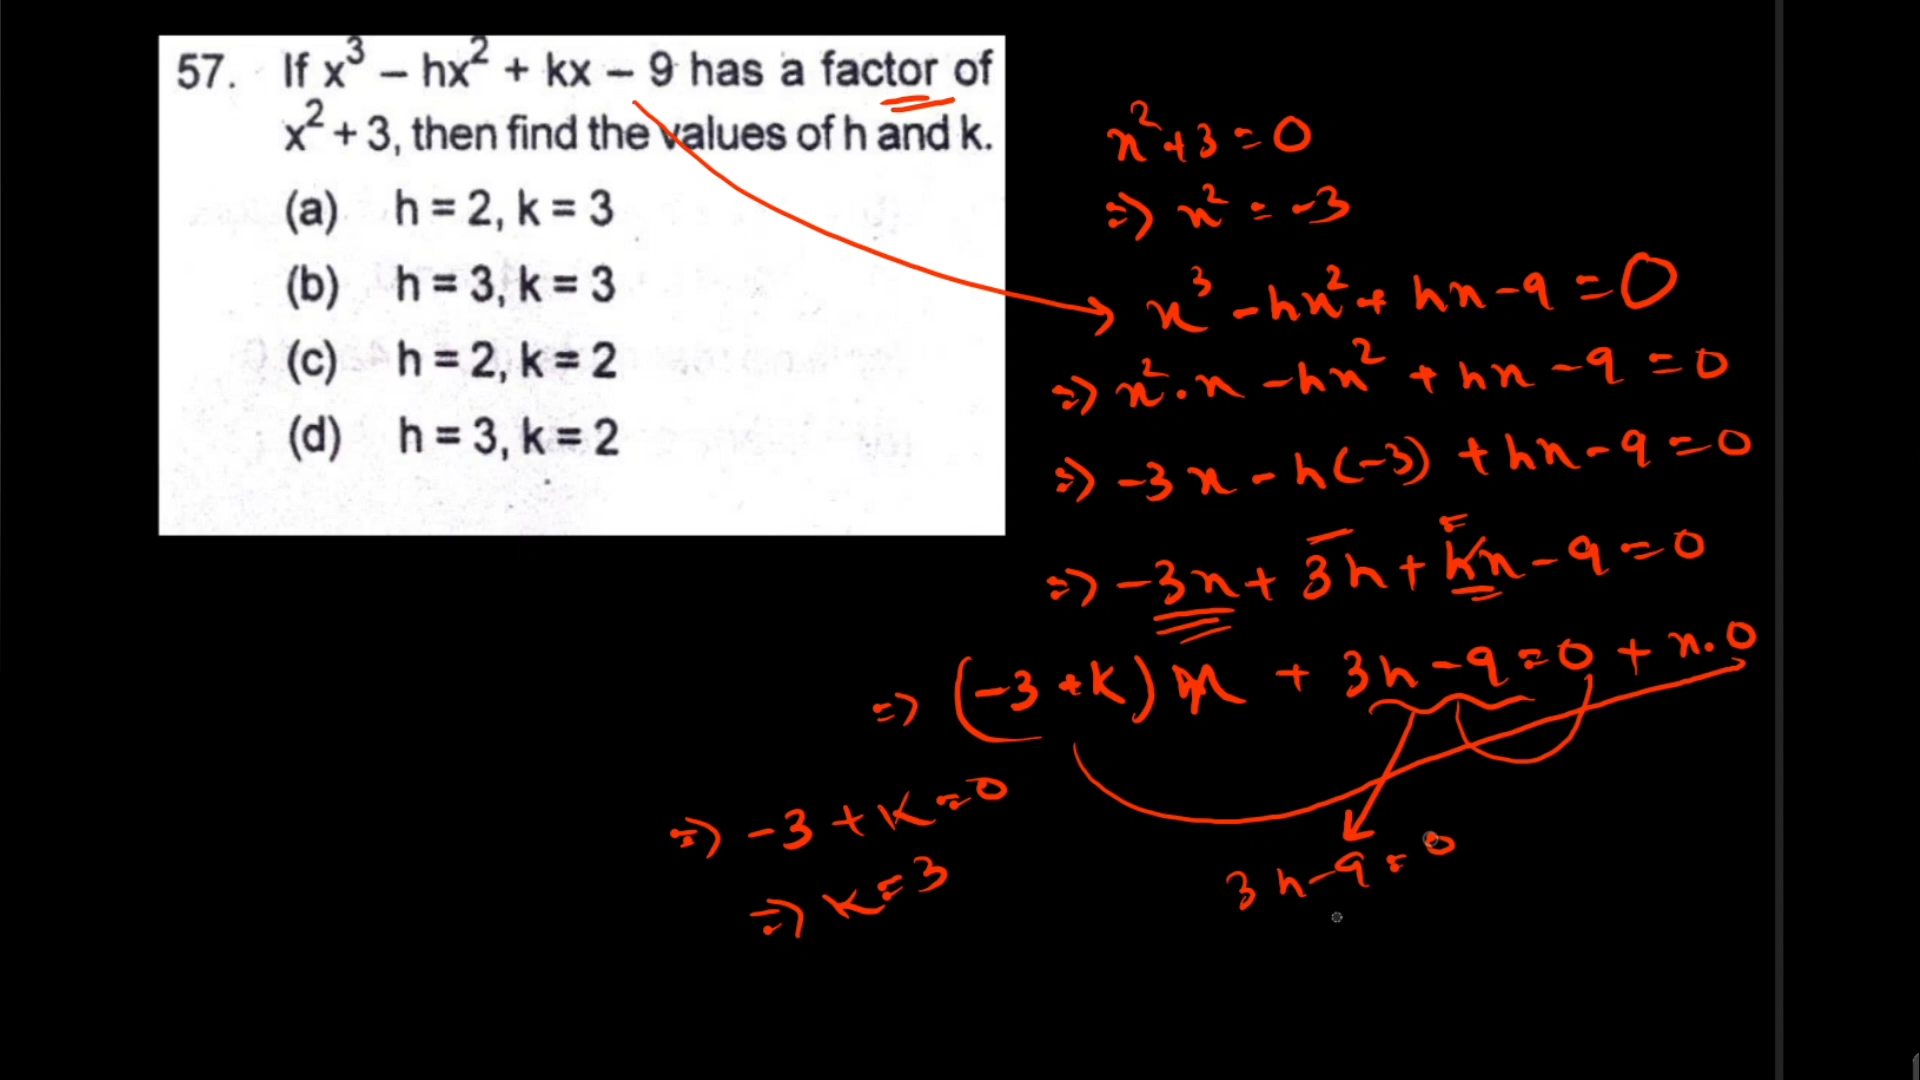 57. If x³ – hx² + kx – 9 has a factor of
x² + 3, then find the values of h and k.
(a) h = 2, k = 3
(b) h = 3, k = 3
(c) h = 2, k = 2
(d) h = 3, k = 2
x² + 3 = 0
⇒ x² = -3
x³ - hx² + hx - 9 = 0
⇒ x² · x - hx² + hx - 9 = 0
⇒ -3x - h(-3) + hx - 9 = 0
⇒ -3x + 3h + kx - 9 = 0
⇒ (-3 + k) x + 3h - 9 = 0 + x · 0
⇒ -3 + k = 0
⇒ k = 3
3h - 9 = 0